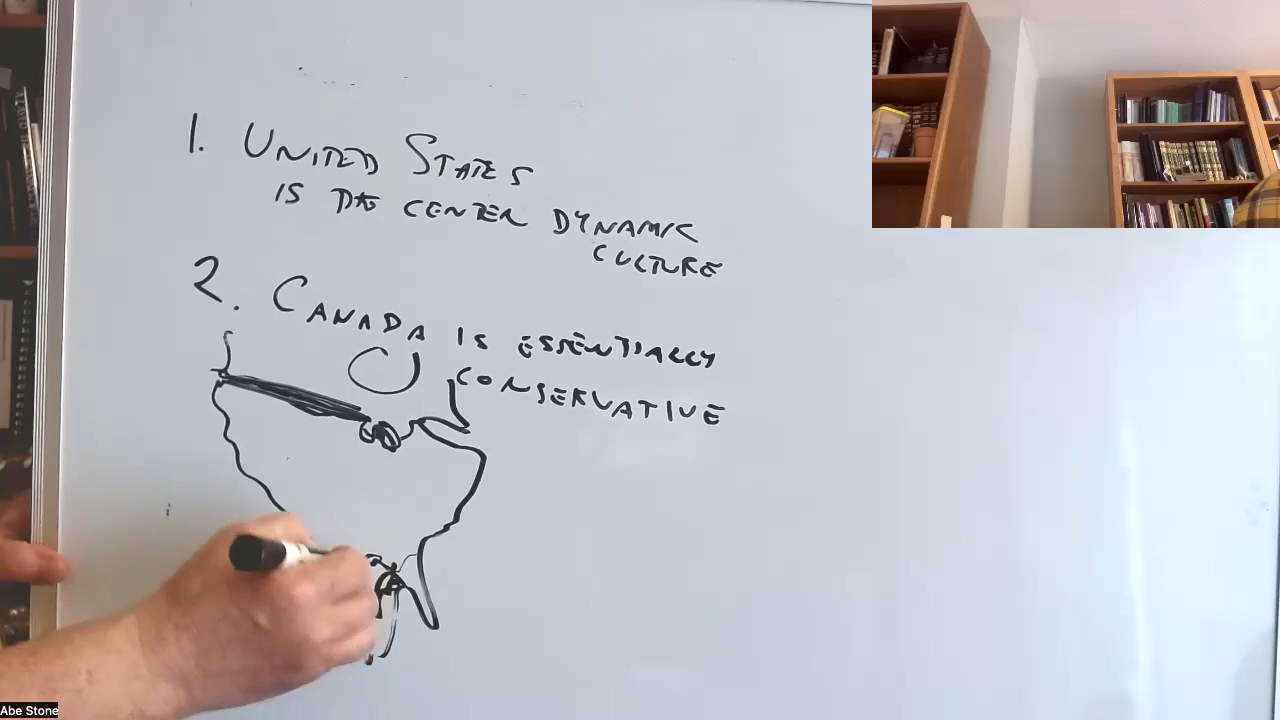 1. UNITED STATES
IS THE CENTER DYNAMIC
CULTURE
2. CANADA IS ESSENTIALLY
CONSERVATIVE
Abe Stone